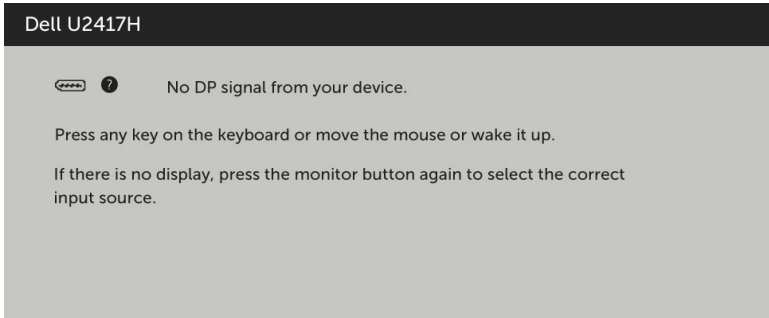 Dell U2417H
? No DP signal from your device.
Press any key on the keyboard or move the mouse or wake it up.
If there is no display, press the monitor button again to select the correct
input source.